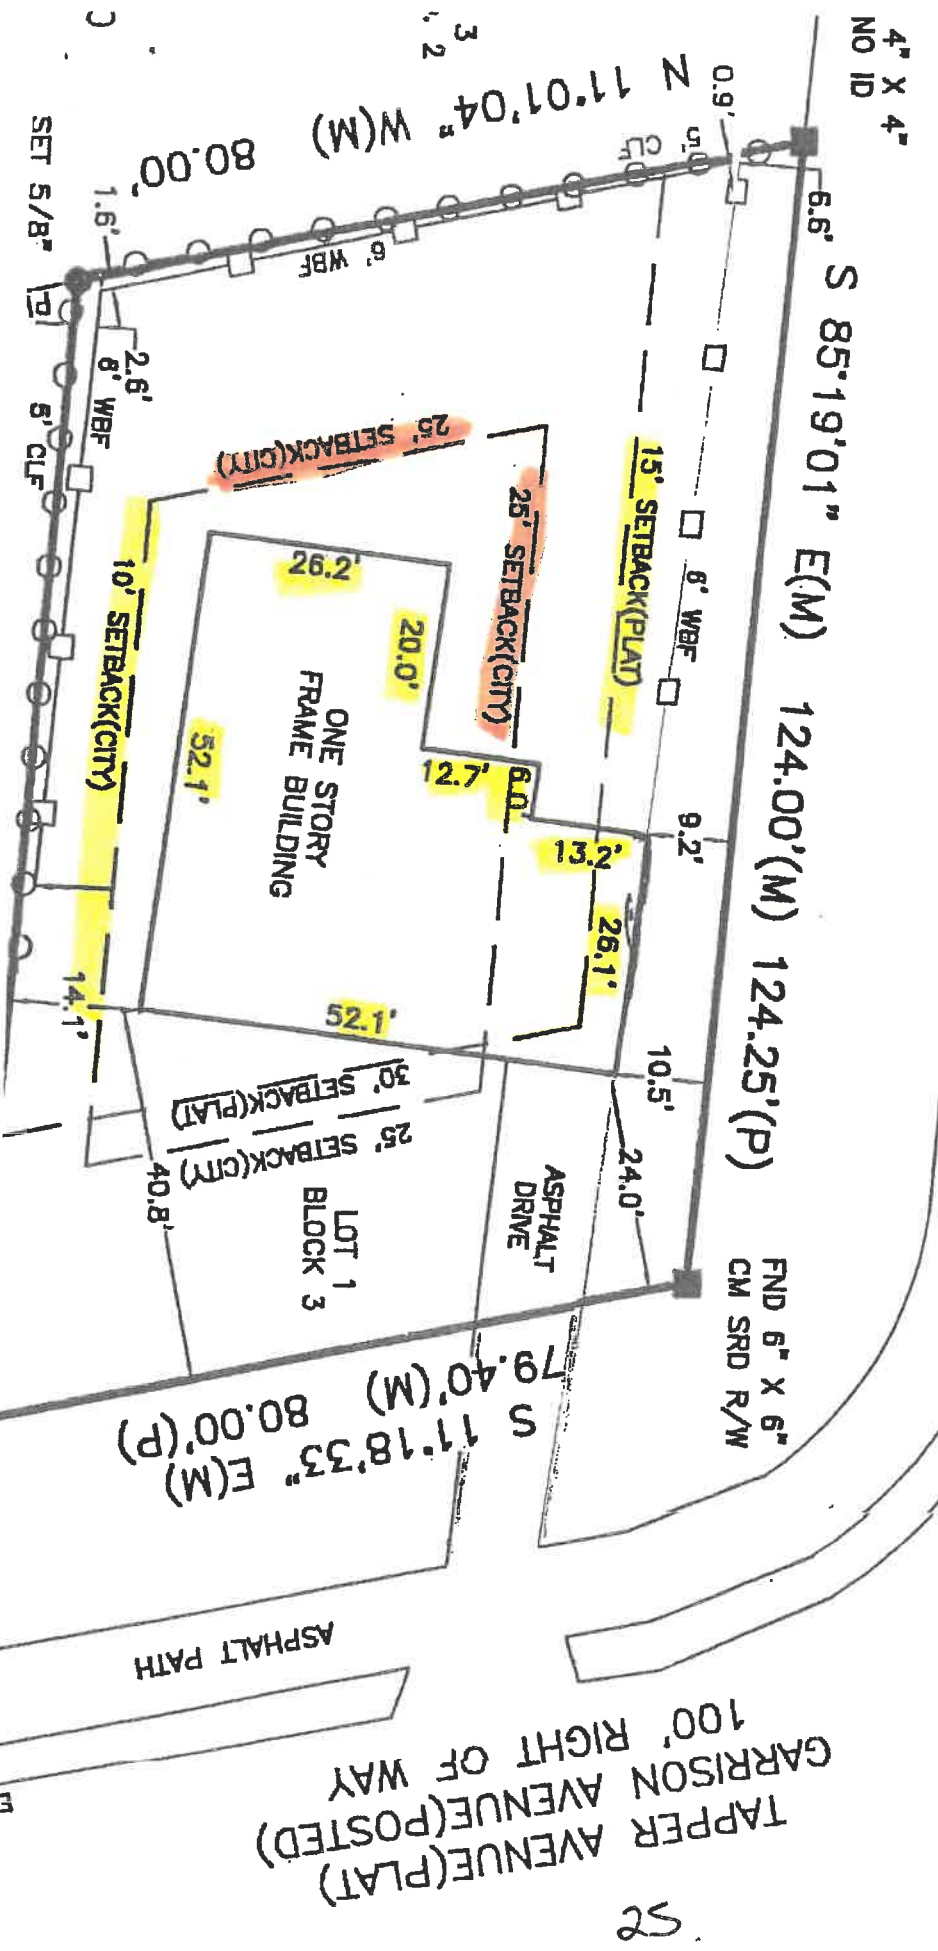 4" X 4"
NO ID
3
2
N 11°01'04" W(M) 80.00'
0.9'
5' CLF
6.6'
S 85°19'01" E(M) 124.00'(M) 124.25'(P)
SET 5/8"
1.6'
6' WBF
2.6'
6' WBF
5' CLF
25' SETBACK(CITY)
25' SETBACK(CITY)
15' SETBACK(PLAT)
6' WBF
10' SETBACK(CITY)
26.2'
20.0'
ONE STORY
FRAME BUILDING
52.1'
12.7'
6.0
13.2'
9.2'
26.1'
52.1'
14.1'
10.5'
24.0'
30' SETBACK(PLAT)
25' SETBACK(CITY)
40.8'
LOT 1
BLOCK 3
ASPHALT
DRIVE
FND 6" X 6"
CM SRD R/W
79.40'(M) 80.00'(P)
S 11°18'33" E(M)
ASPHALT PATH
100' RIGHT OF WAY
GARRISON AVENUE(POSTED)
TAPPER AVENUE(PLAT)
25